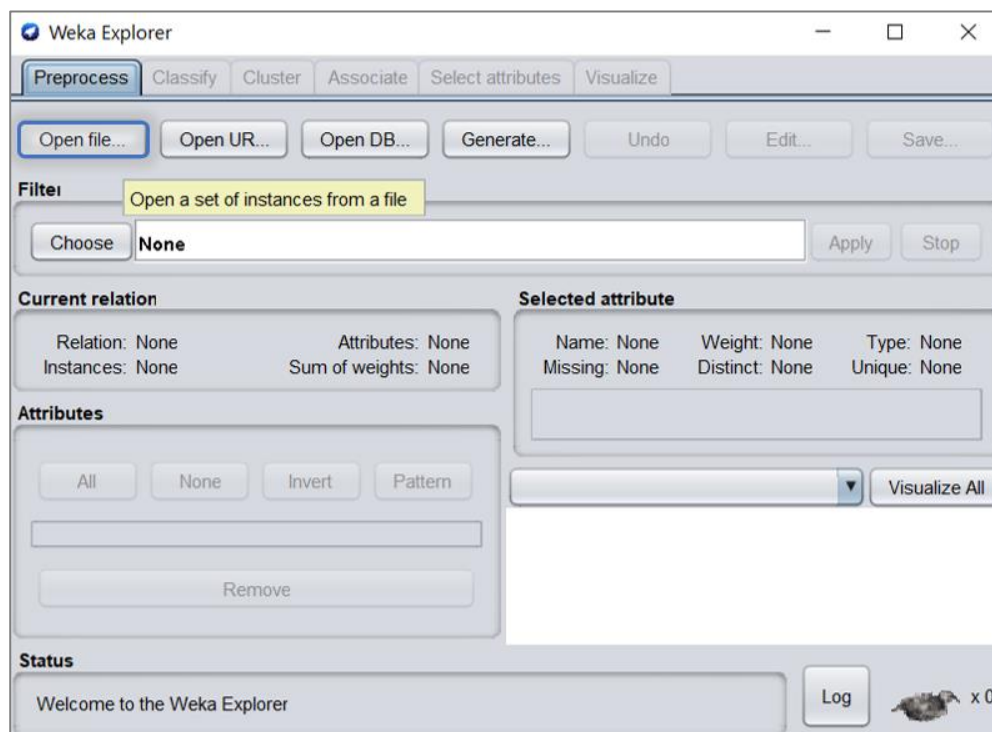 Weka Explorer
Preprocess Classify Cluster Associate Select attributes Visualize
Open file... Open UR... Open DB... Generate... Undo Edit... Save...
Filter
Open a set of instances from a file
Choose None Apply Stop
Current relation
Relation: None Attributes: None
Instances: None Sum of weights: None
Selected attribute
Name: None Weight: None Type: None
Missing: None Distinct: None Unique: None
Attributes
All None Invert Pattern
Remove
Visualize All
Status
Welcome to the Weka Explorer
Log x 0